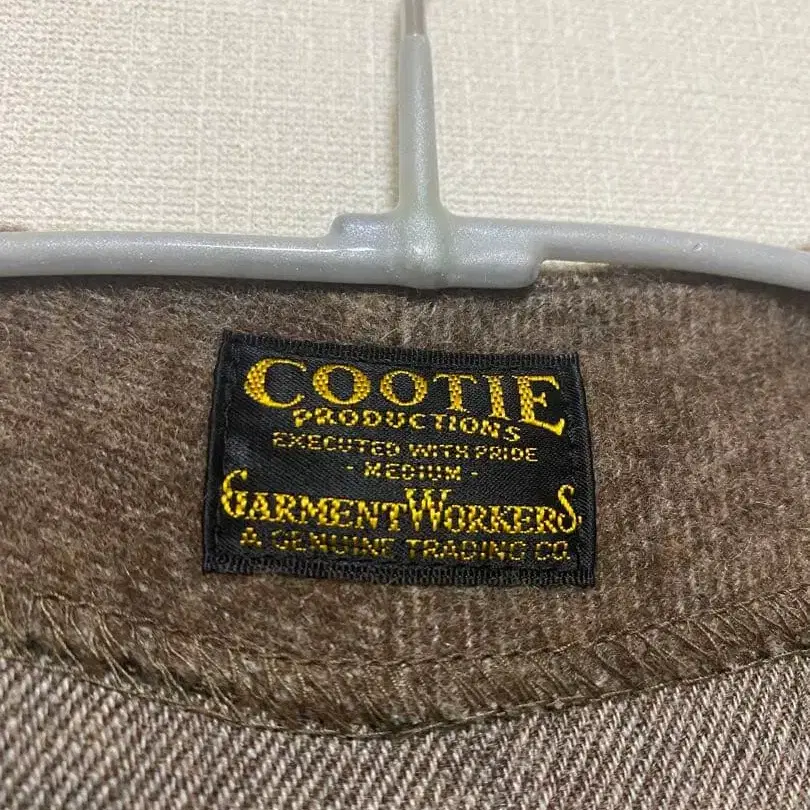 COOTIE
PRODUCTIONS
EXECUTED WITH PRIDE
- MEDIUM -
GARMENT WORKERS
A GENUINE TRADING CO.